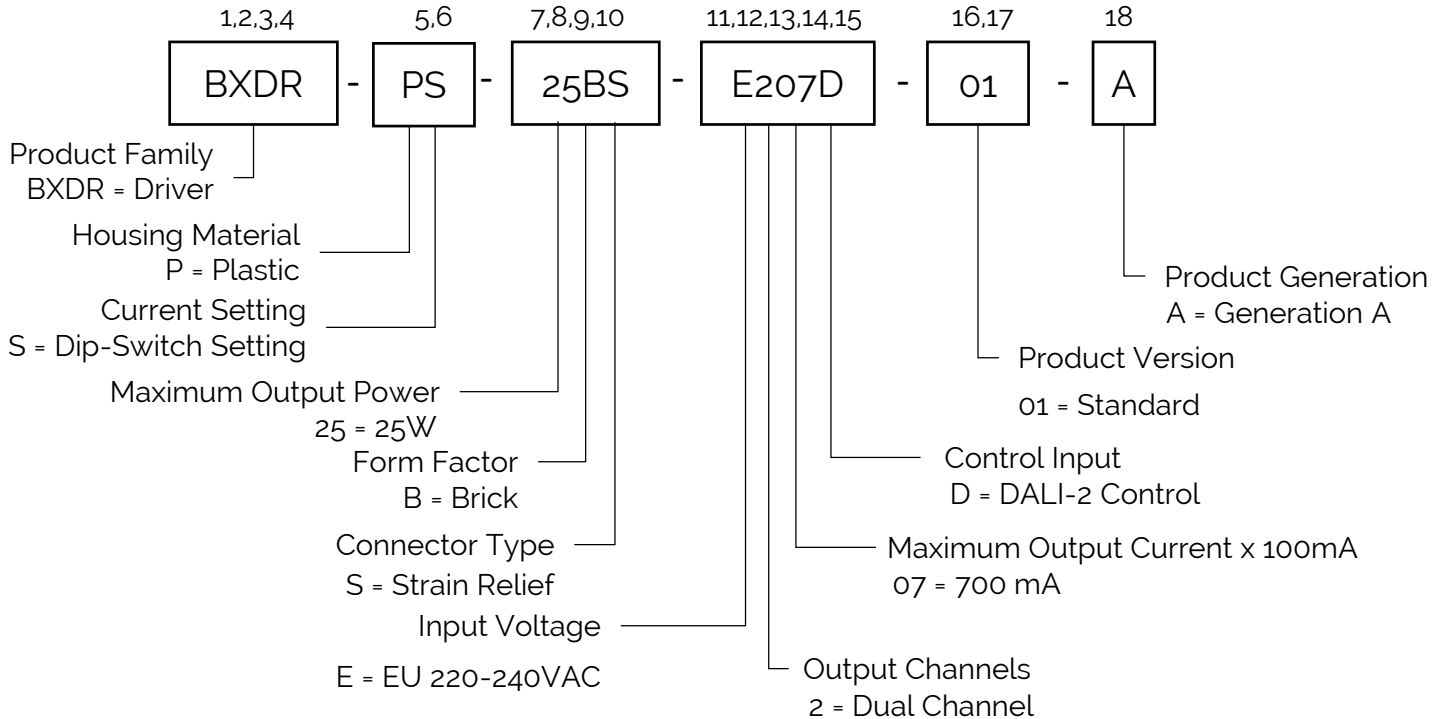 1,2,3,4 5,6 7,8,9,10 11,12,13,14,15 16,17 18
BXDR - PS - 25BS - E207D - 01 - A
Product Family
BXDR = Driver
Housing Material
P = Plastic
Current Setting
S = Dip-Switch Setting
Maximum Output Power
25 = 25W
Form Factor
B = Brick
Connector Type
S = Strain Relief
Input Voltage
E = EU 220-240VAC
Output Channels
2 = Dual Channel
Maximum Output Current x 100mA
07 = 700 mA
Control Input
D = DALI-2 Control
Product Version
01 = Standard
Product Generation
A = Generation A